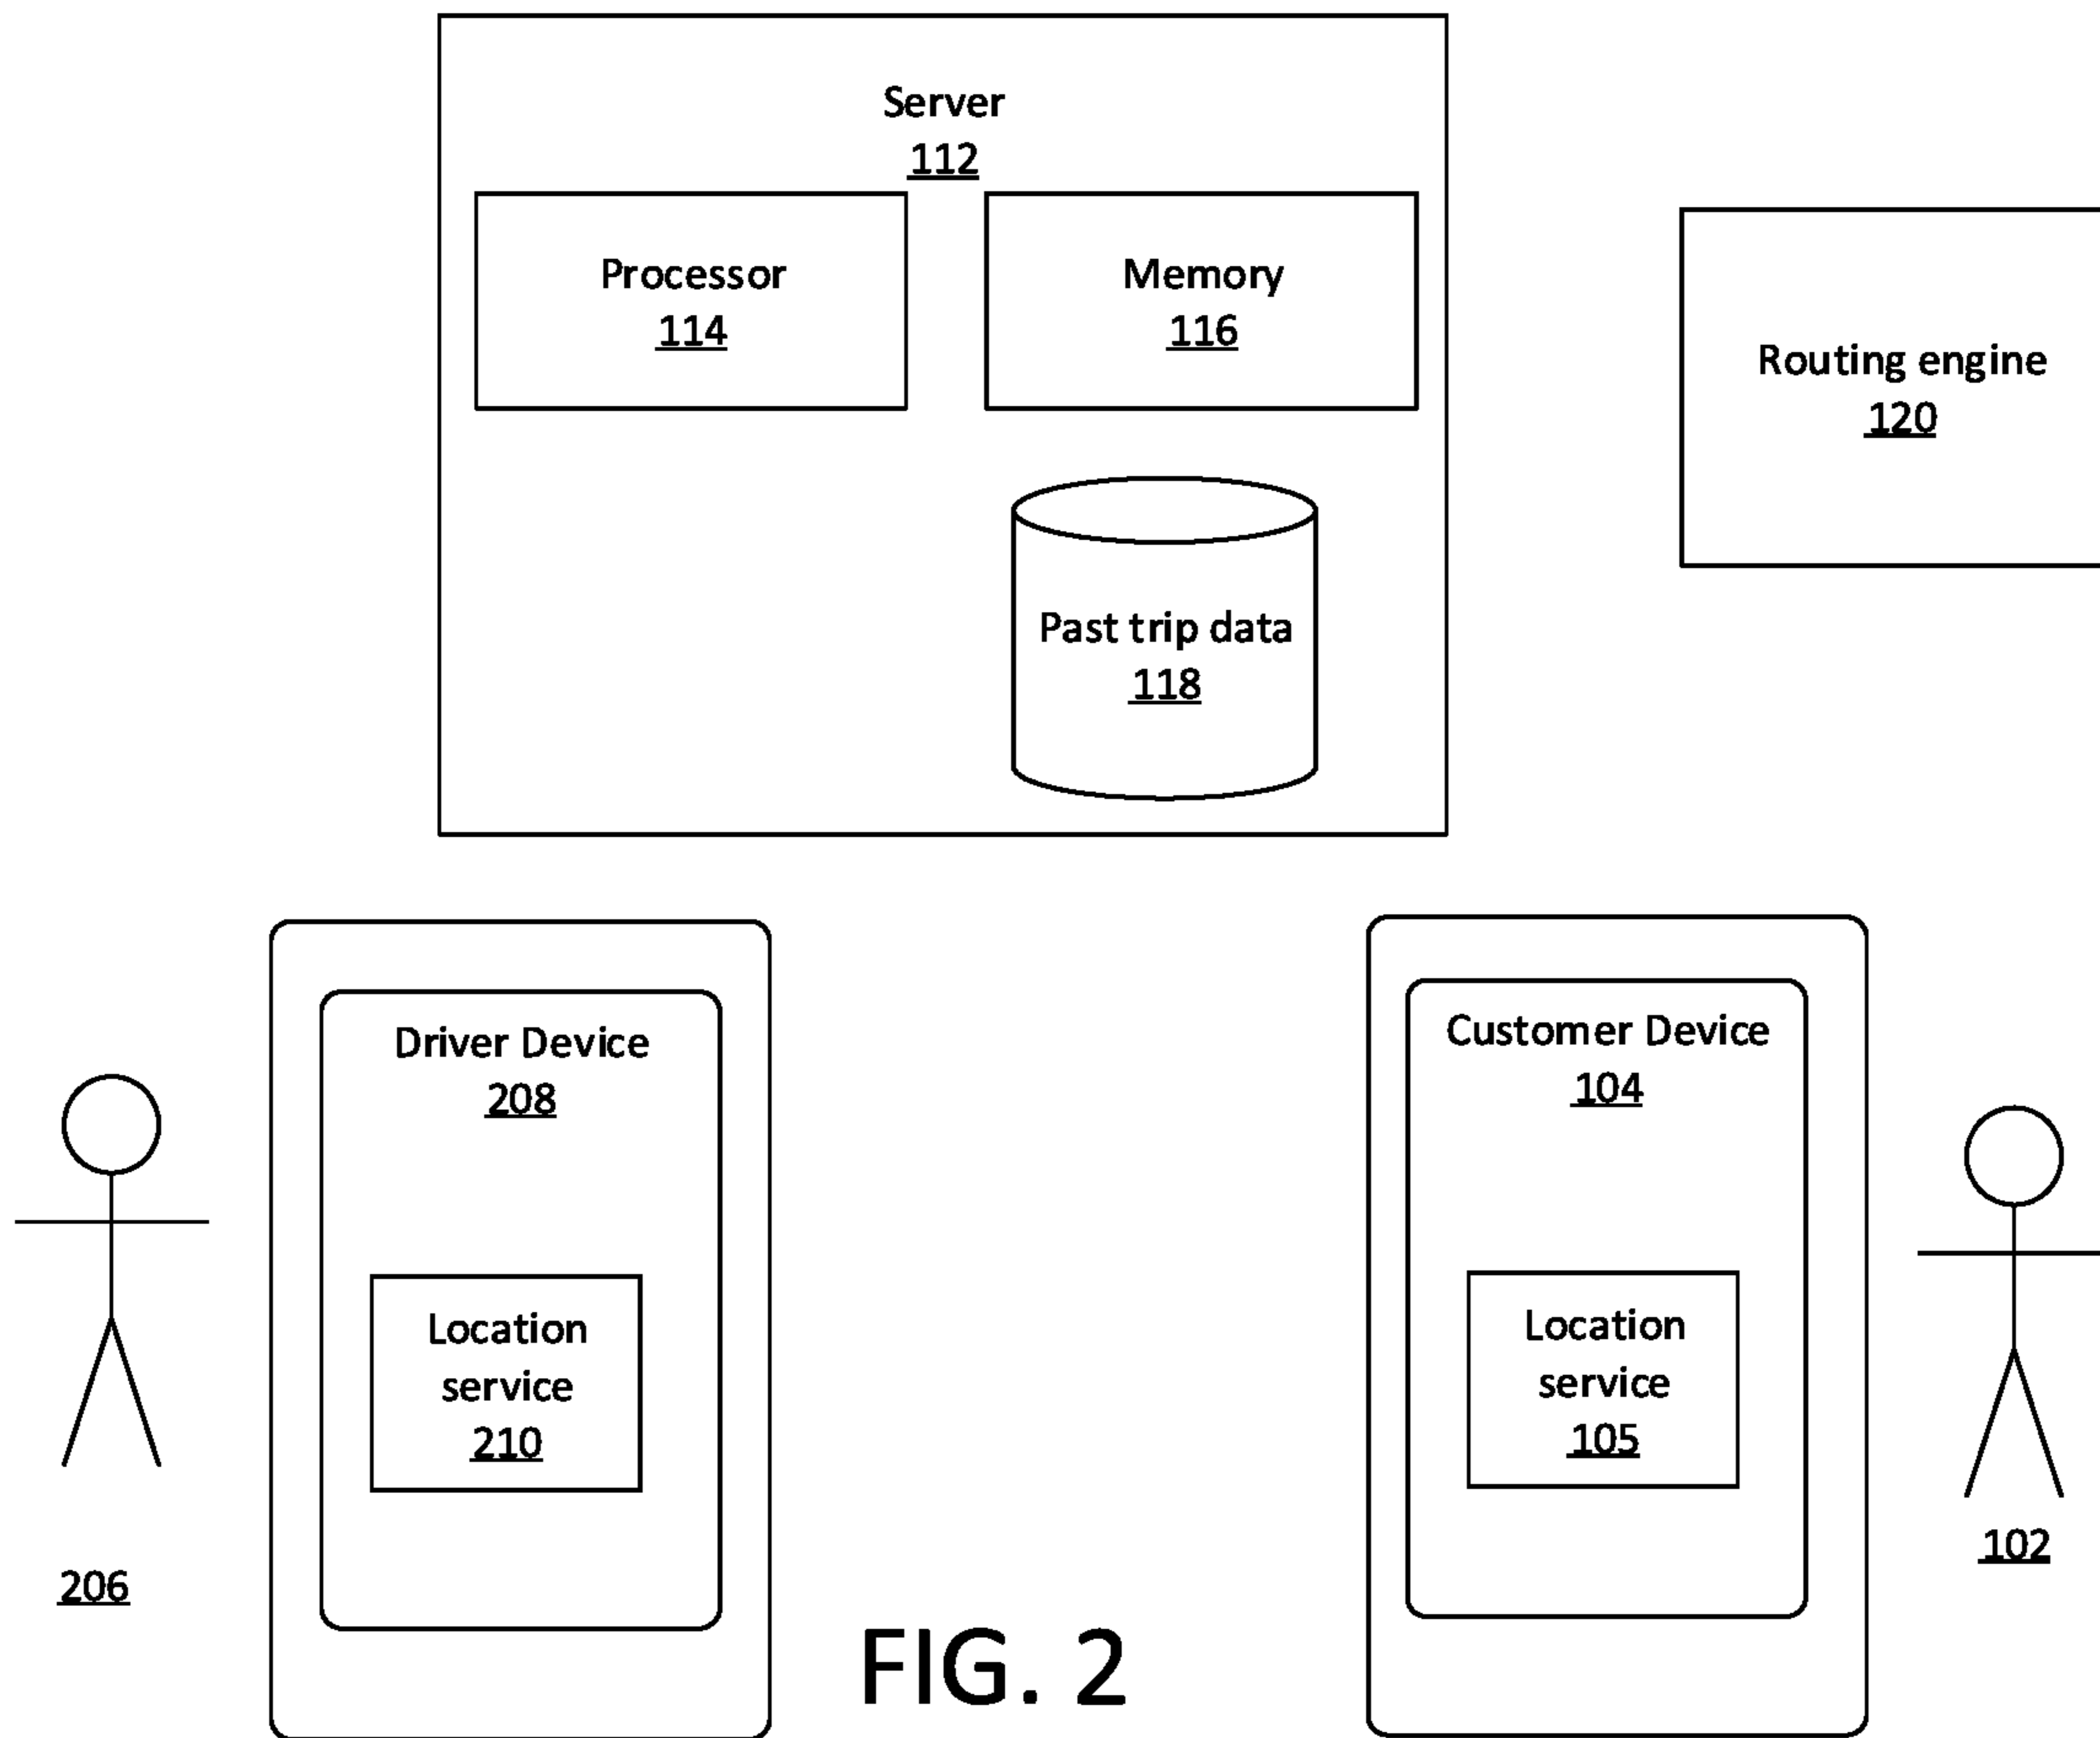 Server
112
Processor
114
Memory
116
Routing engine
120
Past trip data
118
Driver Device
208
Location
service
210
206
Customer Device
104
Location
service
105
102
FIG. 2